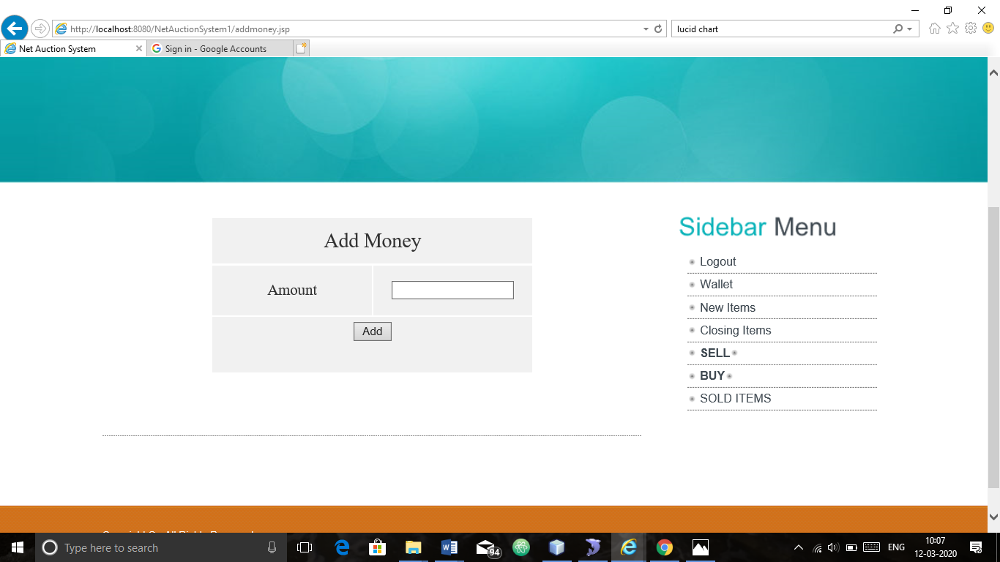 http://localhost:8080/NetAuctionSystem1/addmoney.jsp
lucid chart
Net Auction System
Sign in - Google Accounts
Add Money
Amount
Add
Sidebar Menu
Logout
Wallet
New Items
Closing Items
SELL
BUY
SOLD ITEMS
Type here to search
94
ENG
10:07
12-03-2020